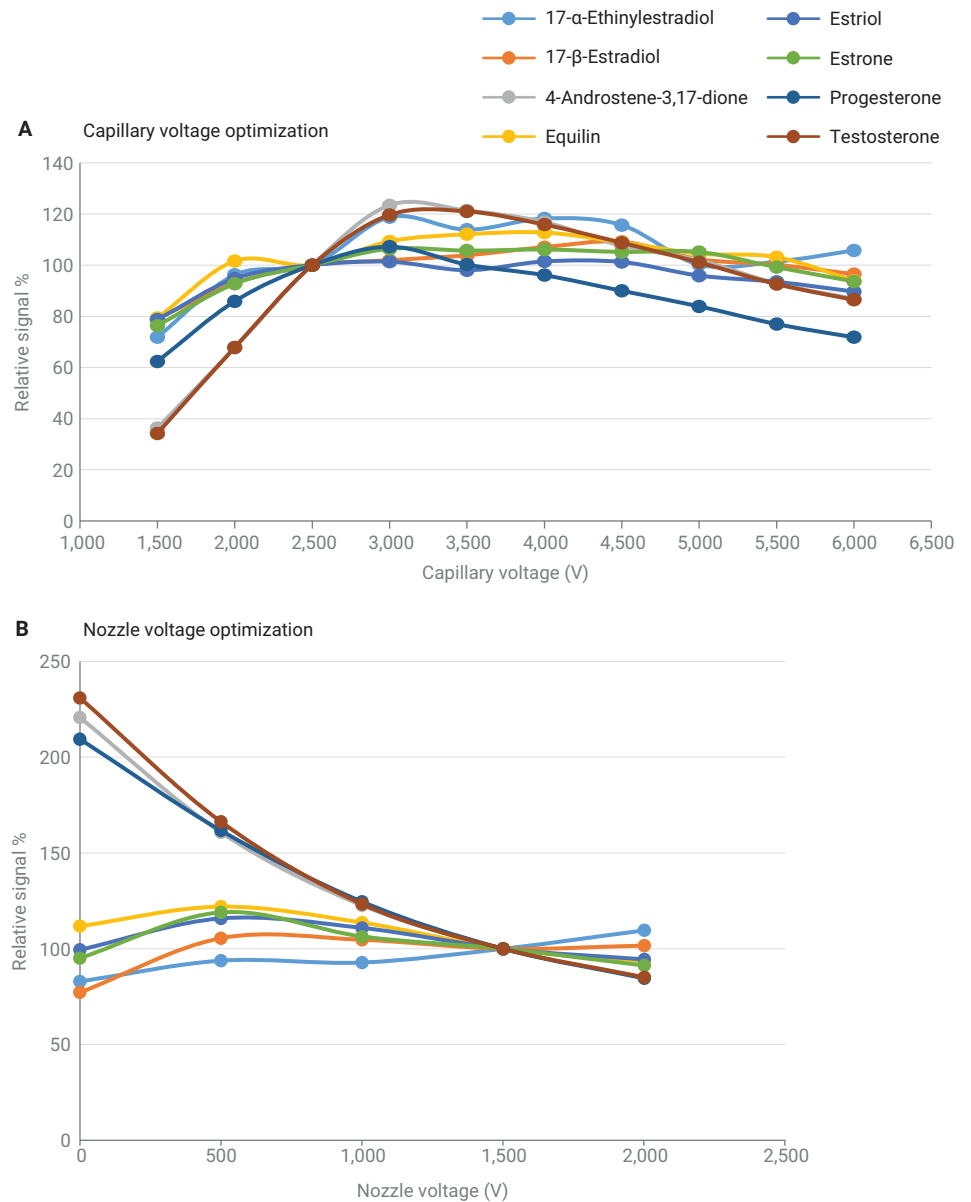 17-α-Ethinylestradiol
Estriol
17-β-Estradiol
Estrone
4-Androstene-3,17-dione
Progesterone
Equilin
Testosterone
A Capillary voltage optimization
140
120
100
80
60
40
20
0
Relative signal %
1,000 1,500 2,000 2,500 3,000 3,500 4,000 4,500 5,000 5,500 6,000 6,500
Capillary voltage (V)
B Nozzle voltage optimization
250
200
150
100
50
0
Relative signal %
0 500 1,000 1,500 2,000 2,500
Nozzle voltage (V)